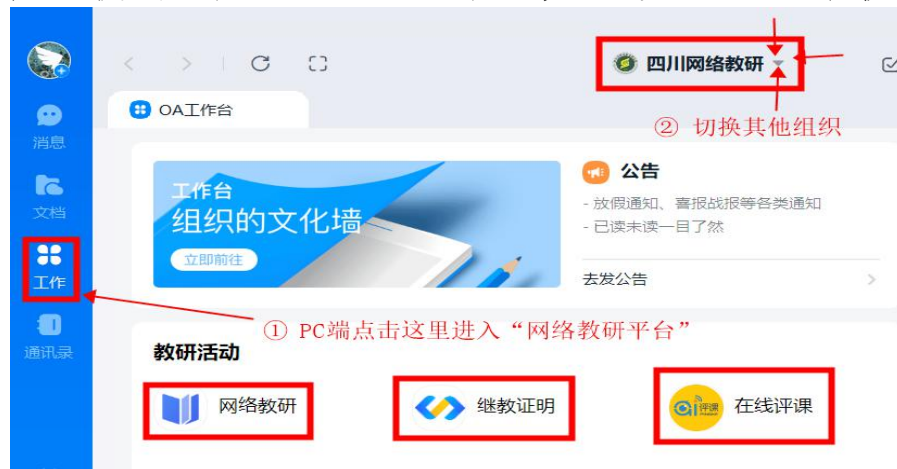 四川网络教研
OA工作台
② 切换其他组织
消息
文档
工作
通讯录
工作台
组织的文化墙
立即前往
公告
- 放假通知、喜报战报等各类通知
- 已读未读一目了然
去发公告
① PC端点击这里进入“网络教研平台”
教研活动
网络教研
继教证明
ai评课
在线评课